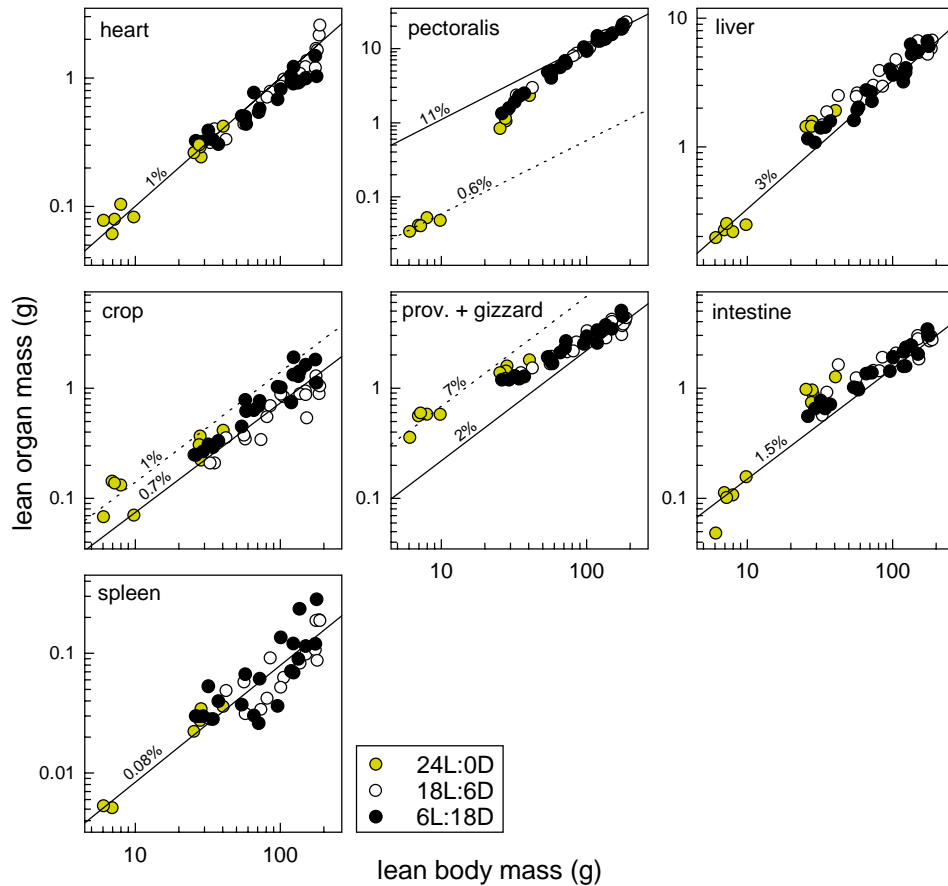 heart
1
0.1
1%
pectoralis
10
1
0.1
11%
0.6%
liver
1
0.1
3%
crop
1
0.1
1%
0.7%
prov. + gizzard
1
0.1
7%
2%
10
100
intestine
1
0.1
1.5%
10
100
spleen
0.1
0.01
0.08%
10
100
24L:0D
18L:6D
6L:18D
lean organ mass (g)
lean body mass (g)